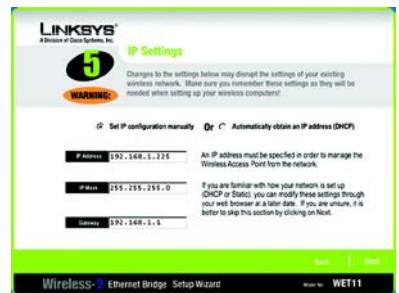 LINKSYS®
A Division of Cisco Systems, Inc.
5
WARNING:
IP Settings
Changes to the settings below may disrupt the settings of your existing
wireless network. Make sure you remember these settings as they will be
needed when setting up your wireless computers!
Set IP configuration manually Or Automatically obtain an IP address (DHCP)
IP Address 192.168.1.225
An IP address must be specified in order to manage the
Wireless Access Point from the network.
IP Mask 255.255.255.0
If you are familiar with how your network is set up
(DHCP or Static), you can modify these settings through
your web browser at a later date. If you are unsure, it is
better to skip this section by clicking on Next.
Gateway 192.168.1.1
Back Next
Wireless-B Ethernet Bridge Setup Wizard Model No. WET11